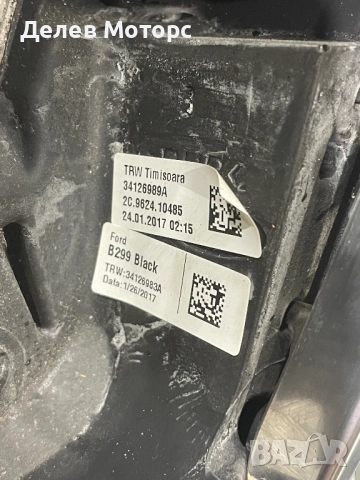 Делев Моторс
TRW Timisoara
34126989A
2C.9624.10485
24.01.2017 02:15
Ford
B299 Black
TRW:34126983A
Data:1/26/2017
BAZAR